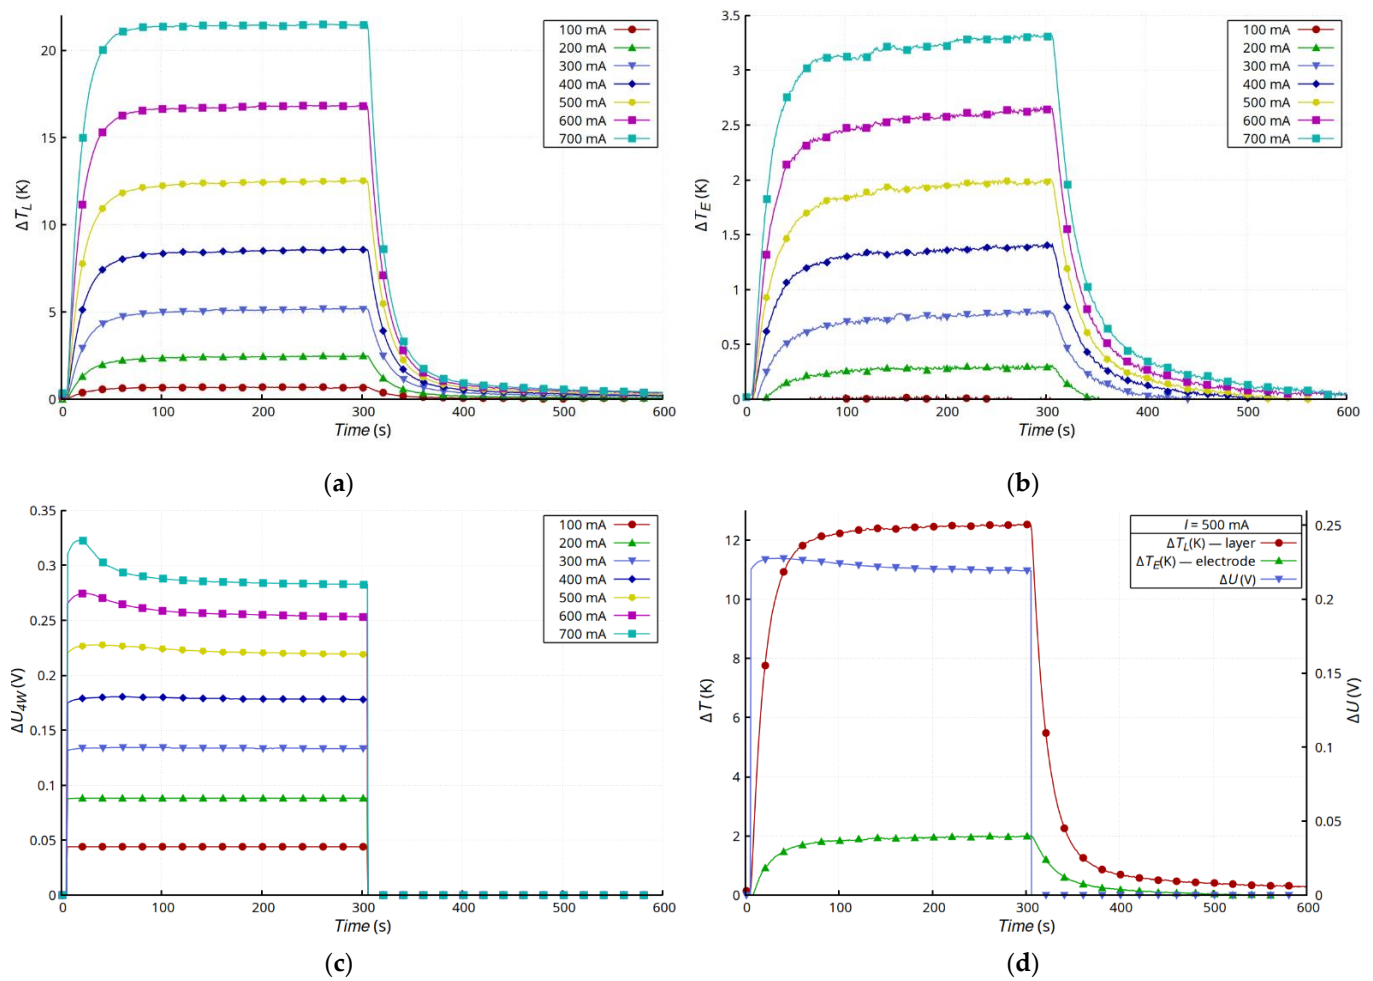 20
15
10
5
0
ΔT_L (K)
0 100 200 300 400 500 600
Time (s)
100 mA
200 mA
300 mA
400 mA
500 mA
600 mA
700 mA
(a)
3.5
3
2.5
2
1.5
1
0.5
0
ΔT_E (K)
0 100 200 300 400 500 600
Time (s)
100 mA
200 mA
300 mA
400 mA
500 mA
600 mA
700 mA
(b)
0.35
0.3
0.25
0.2
0.15
0.1
0.05
0
ΔU_4W (V)
0 100 200 300 400 500 600
Time (s)
100 mA
200 mA
300 mA
400 mA
500 mA
600 mA
700 mA
(c)
12
10
8
6
4
2
0
ΔT (K)
0 100 200 300 400 500 600
Time (s)
I = 500 mA
ΔT_L(K) — layer
ΔT_E(K) — electrode
ΔU (V)
0.25
0.2
0.15
0.1
0.05
0
ΔU (V)
(d)